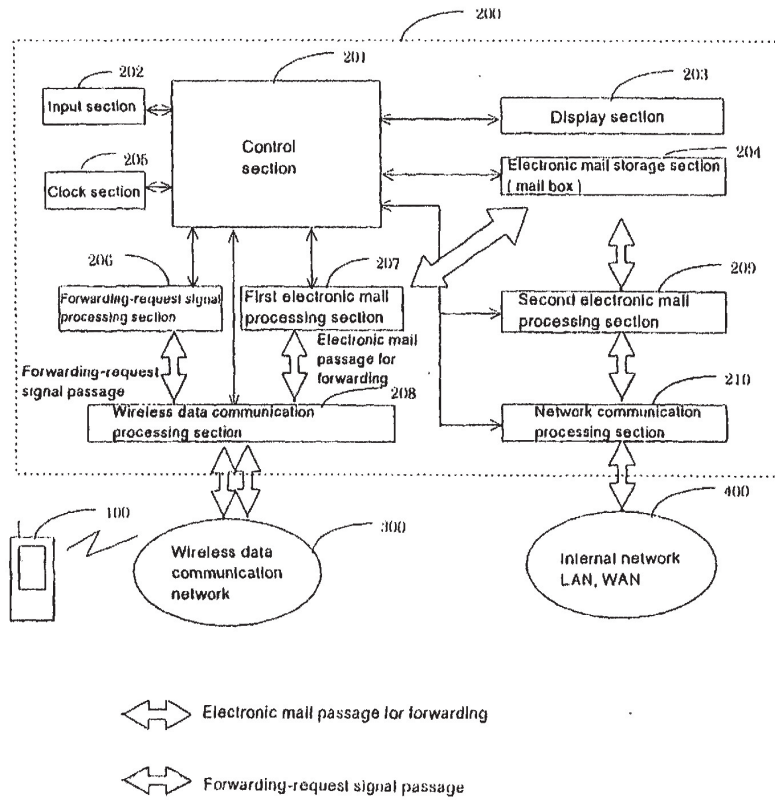 200
201
202
Input section
203
Display section
Control
section
204
205
Clock section
Electronic mail storage section
( mail box )
206
207
209
Forwarding-request signal
processing section
First electronic mail
processing section
Second electronic mail
processing section
Electronic mail
passage for
forwarding
Forwarding-request
signal passage
208
210
Wireless data communication
processing section
Network communication
processing section
100
300
400
Wireless data
communication
network
Internal network
LAN, WAN
Electronic mail passage for forwarding
Forwarding-request signal passage